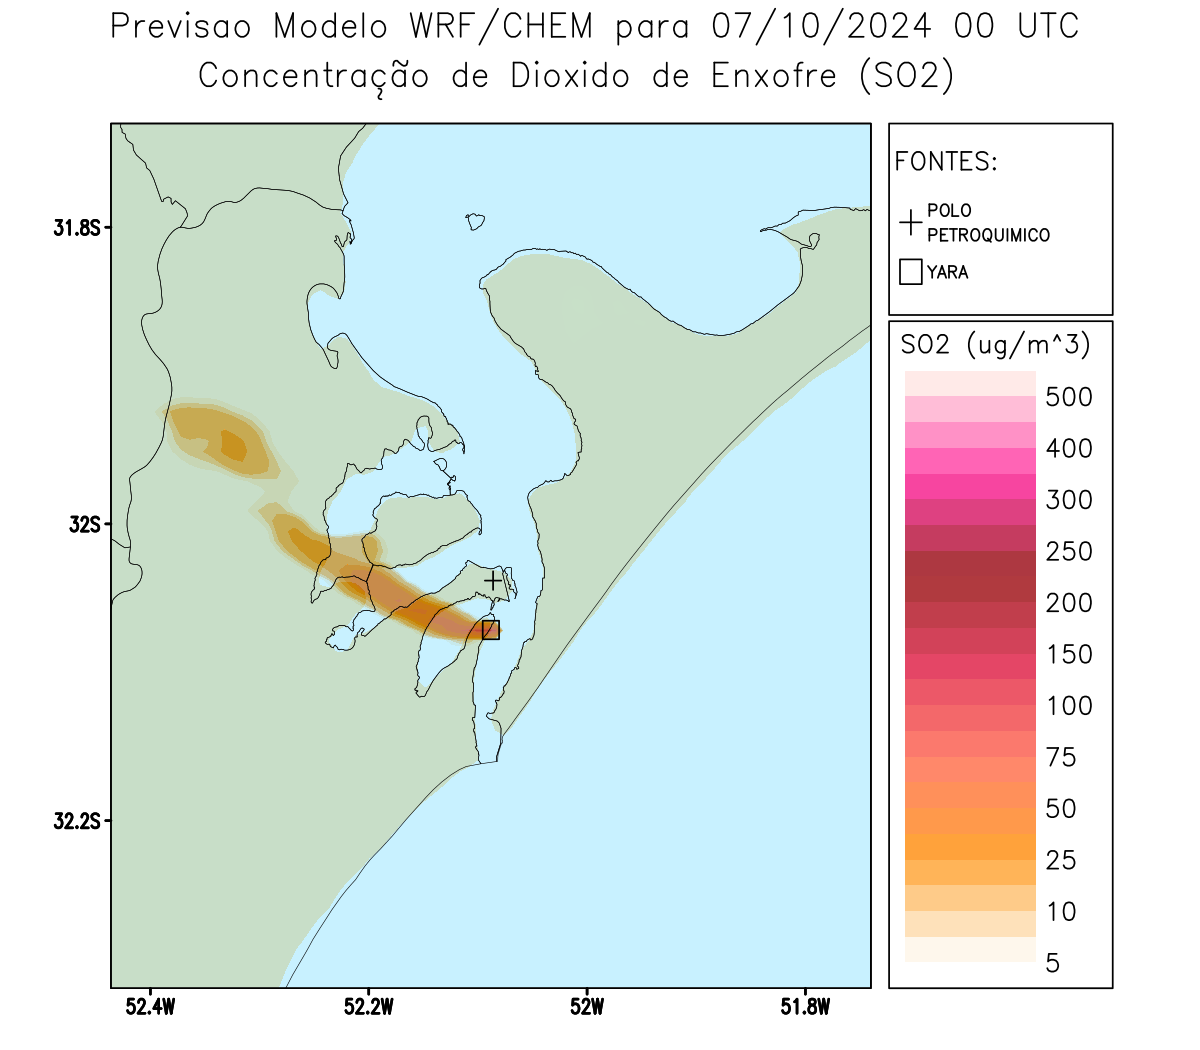 Previsao Modelo WRF/CHEM para 07/10/2024 00 UTC
Concentração de Dioxido de Enxofre (SO2)
FONTES:
POLO
PETROQUIMICO
YARA
SO2 (ug/m^3)
500
400
300
250
200
150
100
75
50
25
10
5
31.8S
32S
32.2S
52.4W
52.2W
52W
51.8W